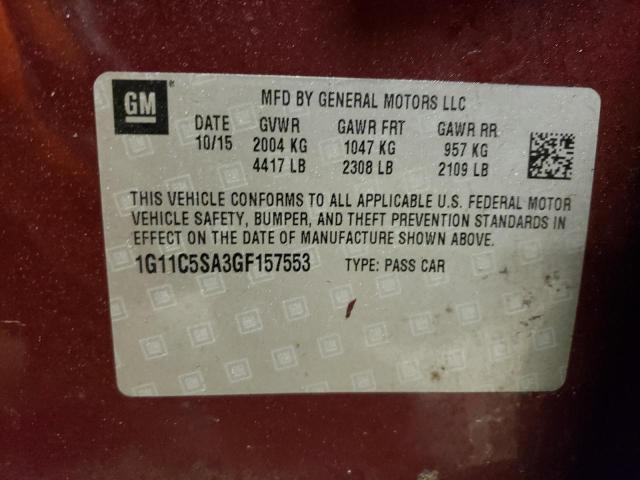 GM
MFD BY GENERAL MOTORS LLC
DATE GVWR GAWR FRT GAWR RR
10/15 2004 KG 1047 KG 957 KG
4417 LB 2308 LB 2109 LB
THIS VEHICLE CONFORMS TO ALL APPLICABLE U.S. FEDERAL MOTOR
VEHICLE SAFETY, BUMPER, AND THEFT PREVENTION STANDARDS IN
EFFECT ON THE DATE OF MANUFACTURE SHOWN ABOVE.
1G11C5SA3GF157553 TYPE: PASS CAR